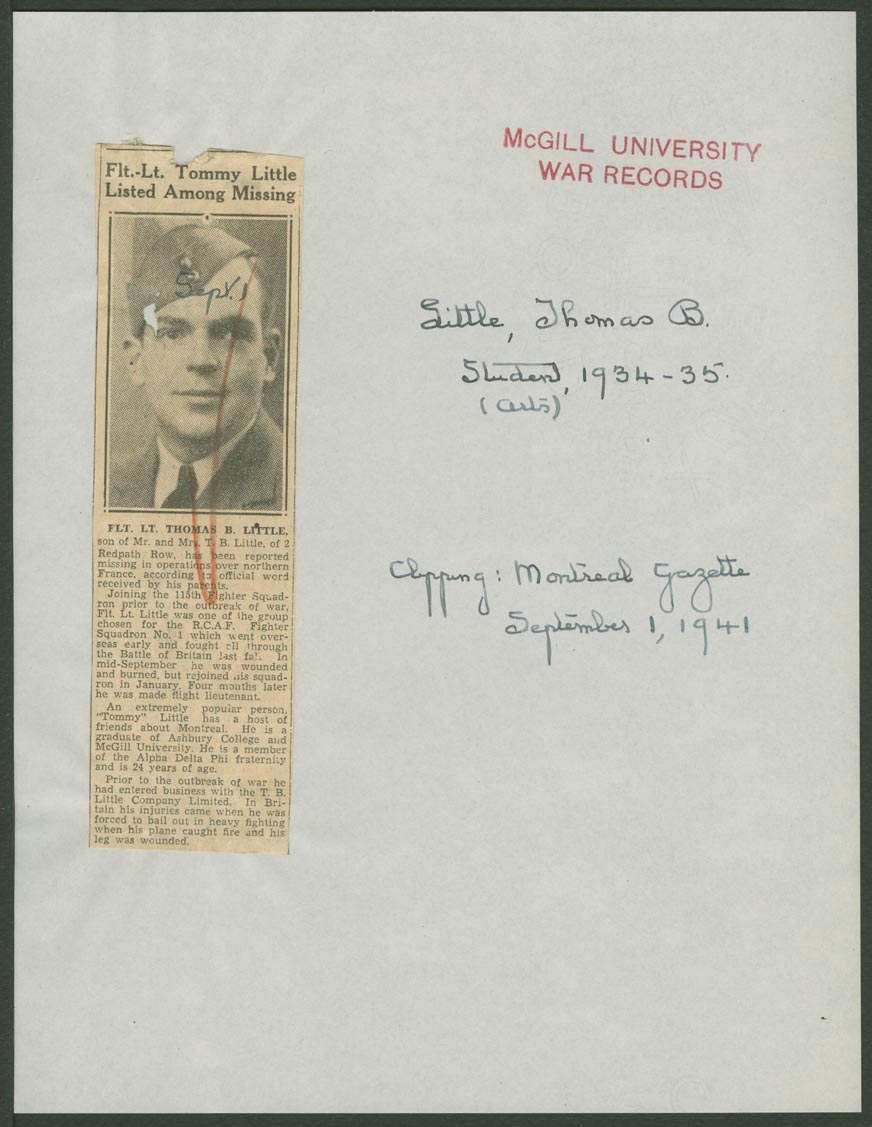 McGILL UNIVERSITY
WAR RECORDS
Flt.-Lt. Tommy Little
Listed Among Missing
Sept. 1
FLT. LT. THOMAS B. LITTLE,
son of Mr. and Mrs. T. B. Little, of 2
Redpath Row, has been reported
missing in operations over northern
France, according to official word
received by his parents.
Joining the 115th Fighter Squad-
ron prior to the outbreak of war,
Flt. Lt. Little was one of the group
chosen for the R.C.A.F. Fighter
Squadron No. 1 which went over-
seas early and fought all through
the Battle of Britain last fall. In
mid-September he was wounded
and burned, but rejoined his squad-
ron in January. Four months later
he was made flight lieutenant.
An extremely popular person,
"Tommy" Little has a host of
friends about Montreal. He is a
graduate of Ashbury College and
McGill University. He is a member
of the Alpha Delta Phi fraternity
and is 24 years of age.
Prior to the outbreak of war he
had entered business with the T. B.
Little Company Limited. In Bri-
tain his injuries came when he was
forced to bail out in heavy fighting
when his plane caught fire and his
leg was wounded.
Little, Thomas B.
Student, 1934-35.
(Arts)
Clipping: Montreal Gazette
September 1, 1941